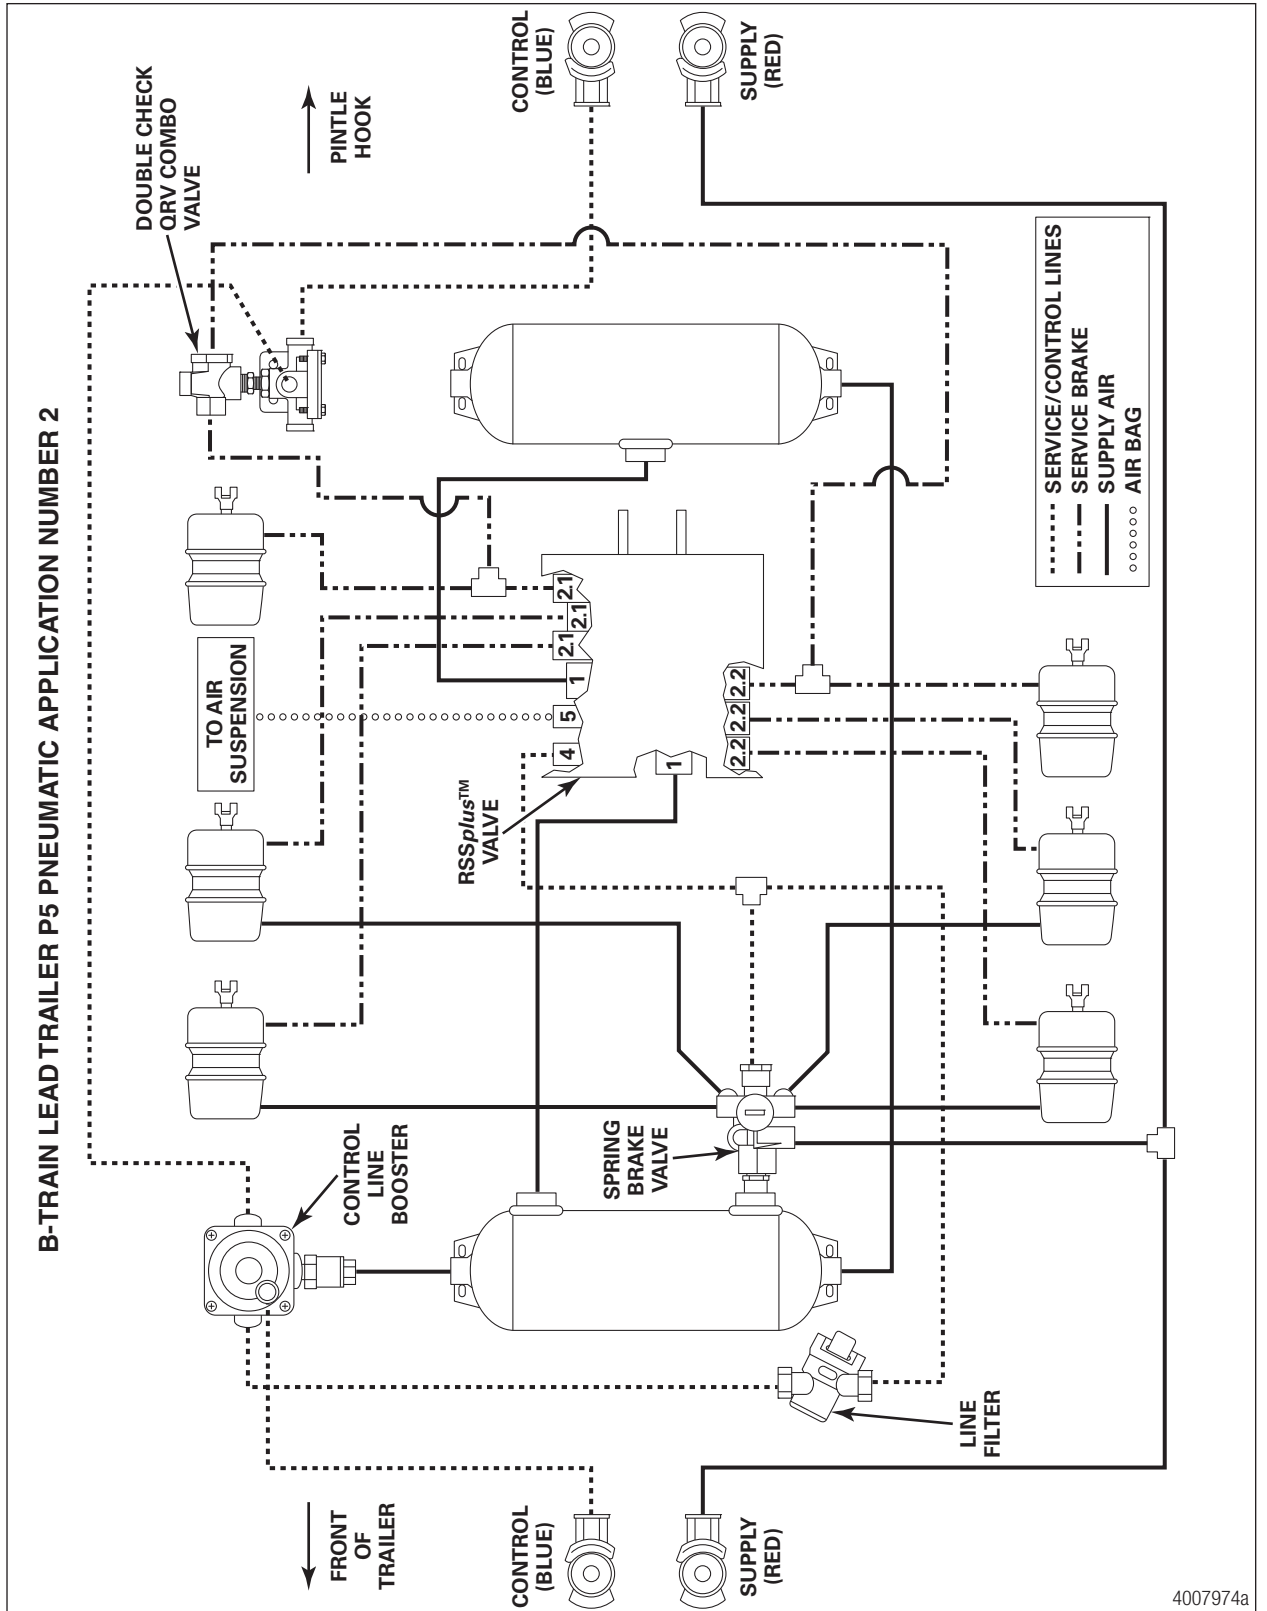 B-TRAIN LEAD TRAILER P5 PNEUMATIC APPLICATION NUMBER 2
FRONT
OF
TRAILER
CONTROL
LINE
BOOSTER
TO AIR
SUSPENSION
DOUBLE CHECK
QRV COMBO
VALVE
PINTLE
HOOK
CONTROL
(BLUE)
SUPPLY
(RED)
RSSplus™
VALVE
4
5
1
2.1
2.1
2.1
1
2.2
2.2
2.2
SPRING
BRAKE
VALVE
LINE
FILTER
CONTROL
(BLUE)
SUPPLY
(RED)
SERVICE/CONTROL LINES
SERVICE BRAKE
SUPPLY AIR
AIR BAG
4007974a